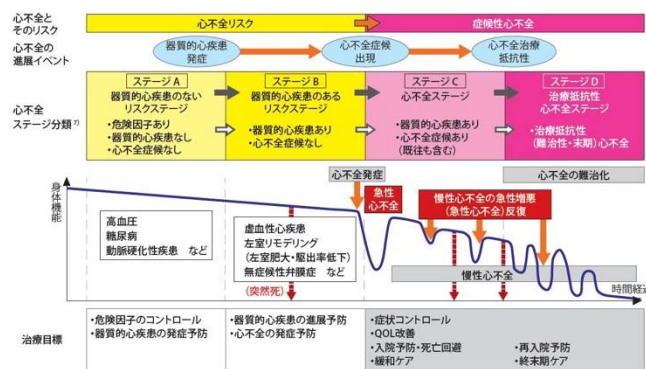 心不全と
そのリスク
心不全リスク
症候性心不全
心不全の
進展イベント
器質的心疾患
発症
心不全症候
出現
心不全治療
抵抗性
心不全
ステージ分類 7)
ステージA
器質的心疾患のない
リスクステージ
・危険因子あり
・器質的心疾患なし
・心不全症候なし
ステージB
器質的心疾患のある
リスクステージ
・器質的心疾患あり
・心不全症候なし
ステージC
心不全ステージ
・器質的心疾患あり
・心不全症候あり
(既往も含む)
ステージD
治療抵抗性
心不全ステージ
・治療抵抗性
(難治性・末期)心不全
身体機能
心不全発症
心不全の難治化
急性
心不全
慢性心不全の急性増悪
(急性心不全)反復
高血圧
糖尿病
動脈硬化性疾患 など
虚血性心疾患
左室リモデリング
(左室肥大・駆出率低下)
無症候性弁膜症 など
(突然死)
慢性心不全
時間経過
治療目標
・危険因子のコントロール
・器質的心疾患の発症予防
・器質的心疾患の進展予防
・心不全の発症予防
・症状コントロール
・QOL改善
・入院予防・死亡回避
・緩和ケア
・再入院予防
・終末期ケア